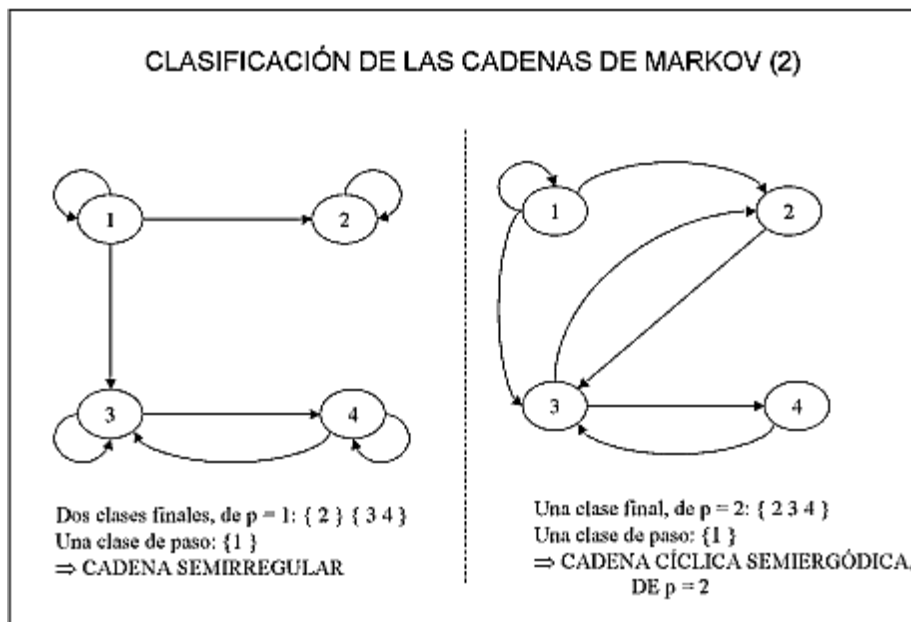 CLASIFICACIÓN DE LAS CADENAS DE MARKOV (2)
1
2
3
4
Dos clases finales, de p = 1: { 2 } { 3 4 }
Una clase de paso: {1 }
⇒ CADENA SEMIRREGULAR
1
2
3
4
Una clase final, de p = 2: { 2 3 4 }
Una clase de paso: {1 }
⇒ CADENA CÍCLICA SEMIERGÓDICA,
DE p = 2